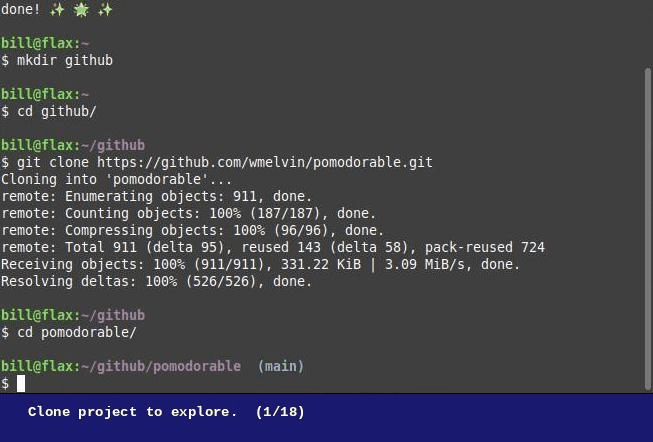 done! ✨ 🌟 ✨
bill@flax:~
$ mkdir github
bill@flax:~
$ cd github/
bill@flax:~/github
$ git clone https://github.com/wmelvin/pomodorable.git
Cloning into 'pomodorable'...
remote: Enumerating objects: 911, done.
remote: Counting objects: 100% (187/187), done.
remote: Compressing objects: 100% (96/96), done.
remote: Total 911 (delta 95), reused 143 (delta 58), pack-reused 724
Receiving objects: 100% (911/911), 331.22 KiB | 3.09 MiB/s, done.
Resolving deltas: 100% (526/526), done.
bill@flax:~/github
$ cd pomodorable/
bill@flax:~/github/pomodorable  (main)
$
Clone project to explore.  (1/18)